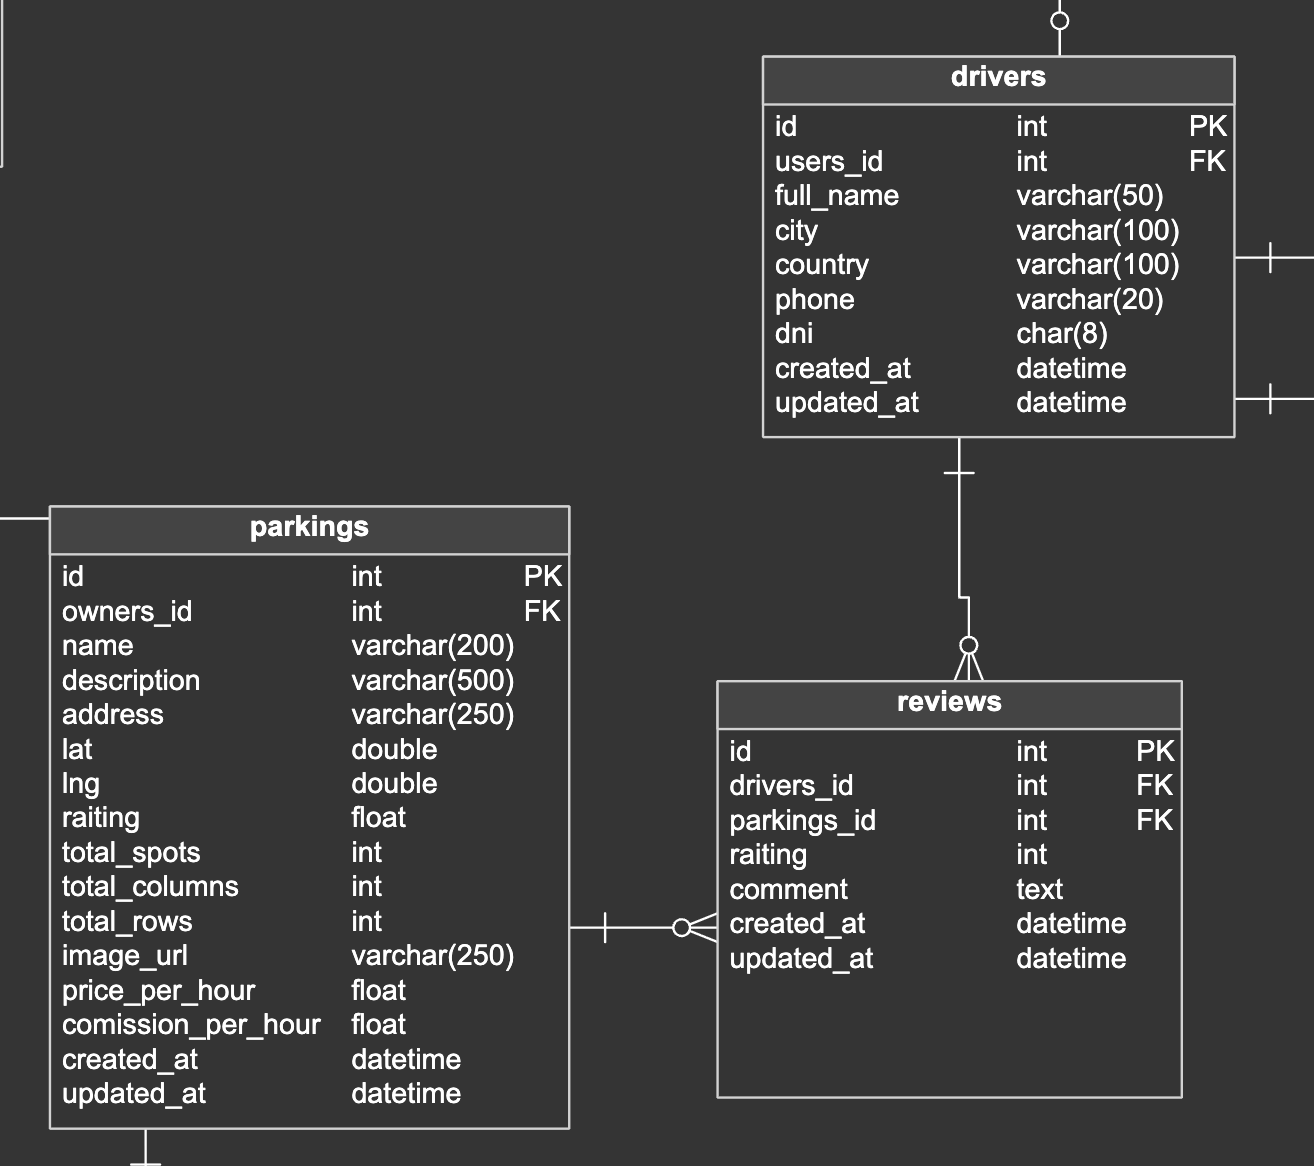 drivers
id int PK
users_id int FK
full_name varchar(50)
city varchar(100)
country varchar(100)
phone varchar(20)
dni char(8)
created_at datetime
updated_at datetime
parkings
id int PK
owners_id int FK
name varchar(200)
description varchar(500)
address varchar(250)
lat double
lng double
raiting float
total_spots int
total_columns int
total_rows int
image_url varchar(250)
price_per_hour float
comission_per_hour float
created_at datetime
updated_at datetime
reviews
id int PK
drivers_id int FK
parkings_id int FK
raiting int
comment text
created_at datetime
updated_at datetime